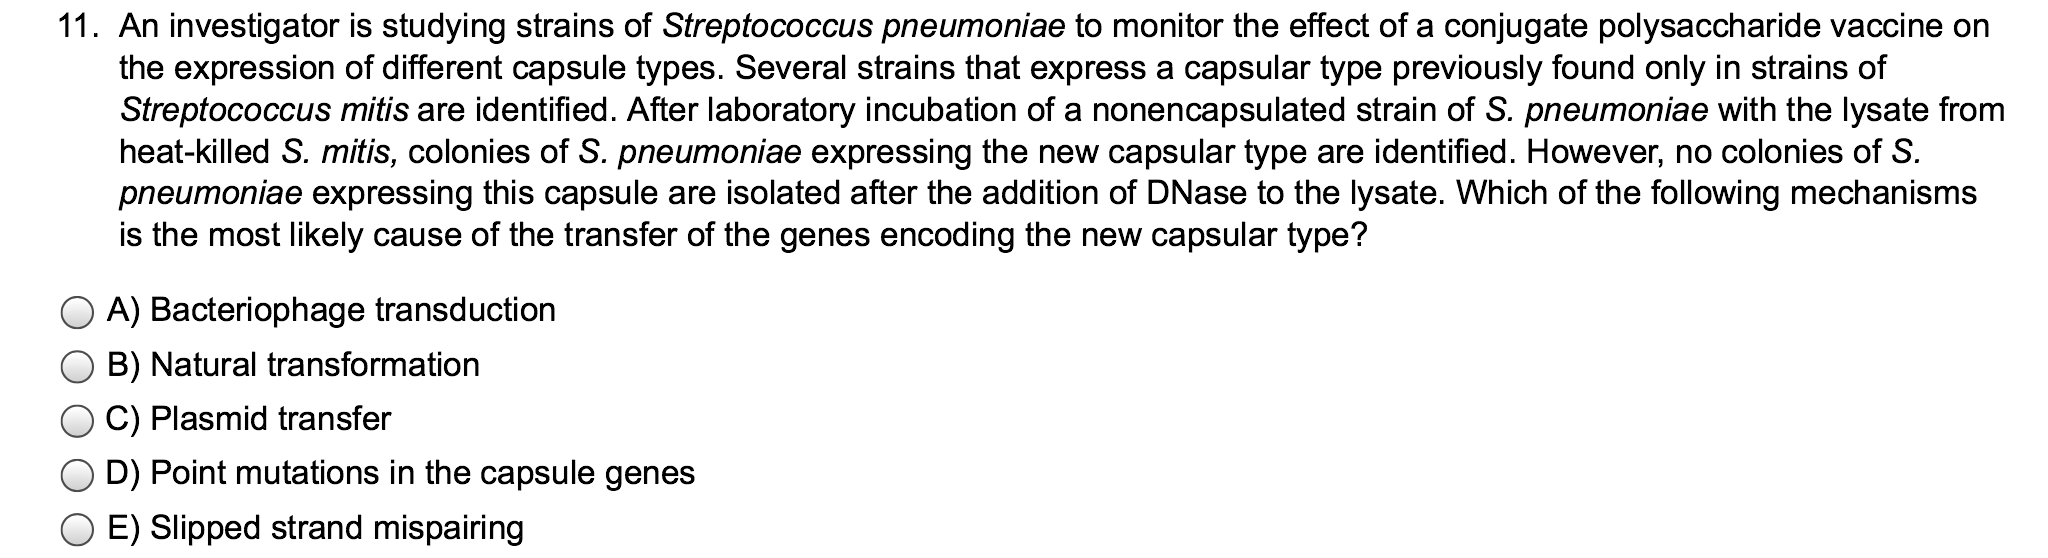 11. An investigator is studying strains of Streptococcus pneumoniae to monitor the effect of a conjugate polysaccharide vaccine on
the expression of different capsule types. Several strains that express a capsular type previously found only in strains of
Streptococcus mitis are identified. After laboratory incubation of a nonencapsulated strain of S. pneumoniae with the lysate from
heat-killed S. mitis, colonies of S. pneumoniae expressing the new capsular type are identified. However, no colonies of S.
pneumoniae expressing this capsule are isolated after the addition of DNase to the lysate. Which of the following mechanisms
is the most likely cause of the transfer of the genes encoding the new capsular type?
A) Bacteriophage transduction
B) Natural transformation
C) Plasmid transfer
D) Point mutations in the capsule genes
E) Slipped strand mispairing